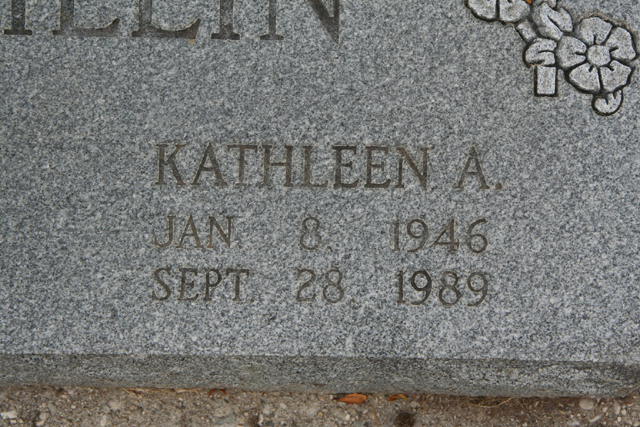 KATHLEEN A.
JAN. 8. 1946
SEPT. 28. 1989